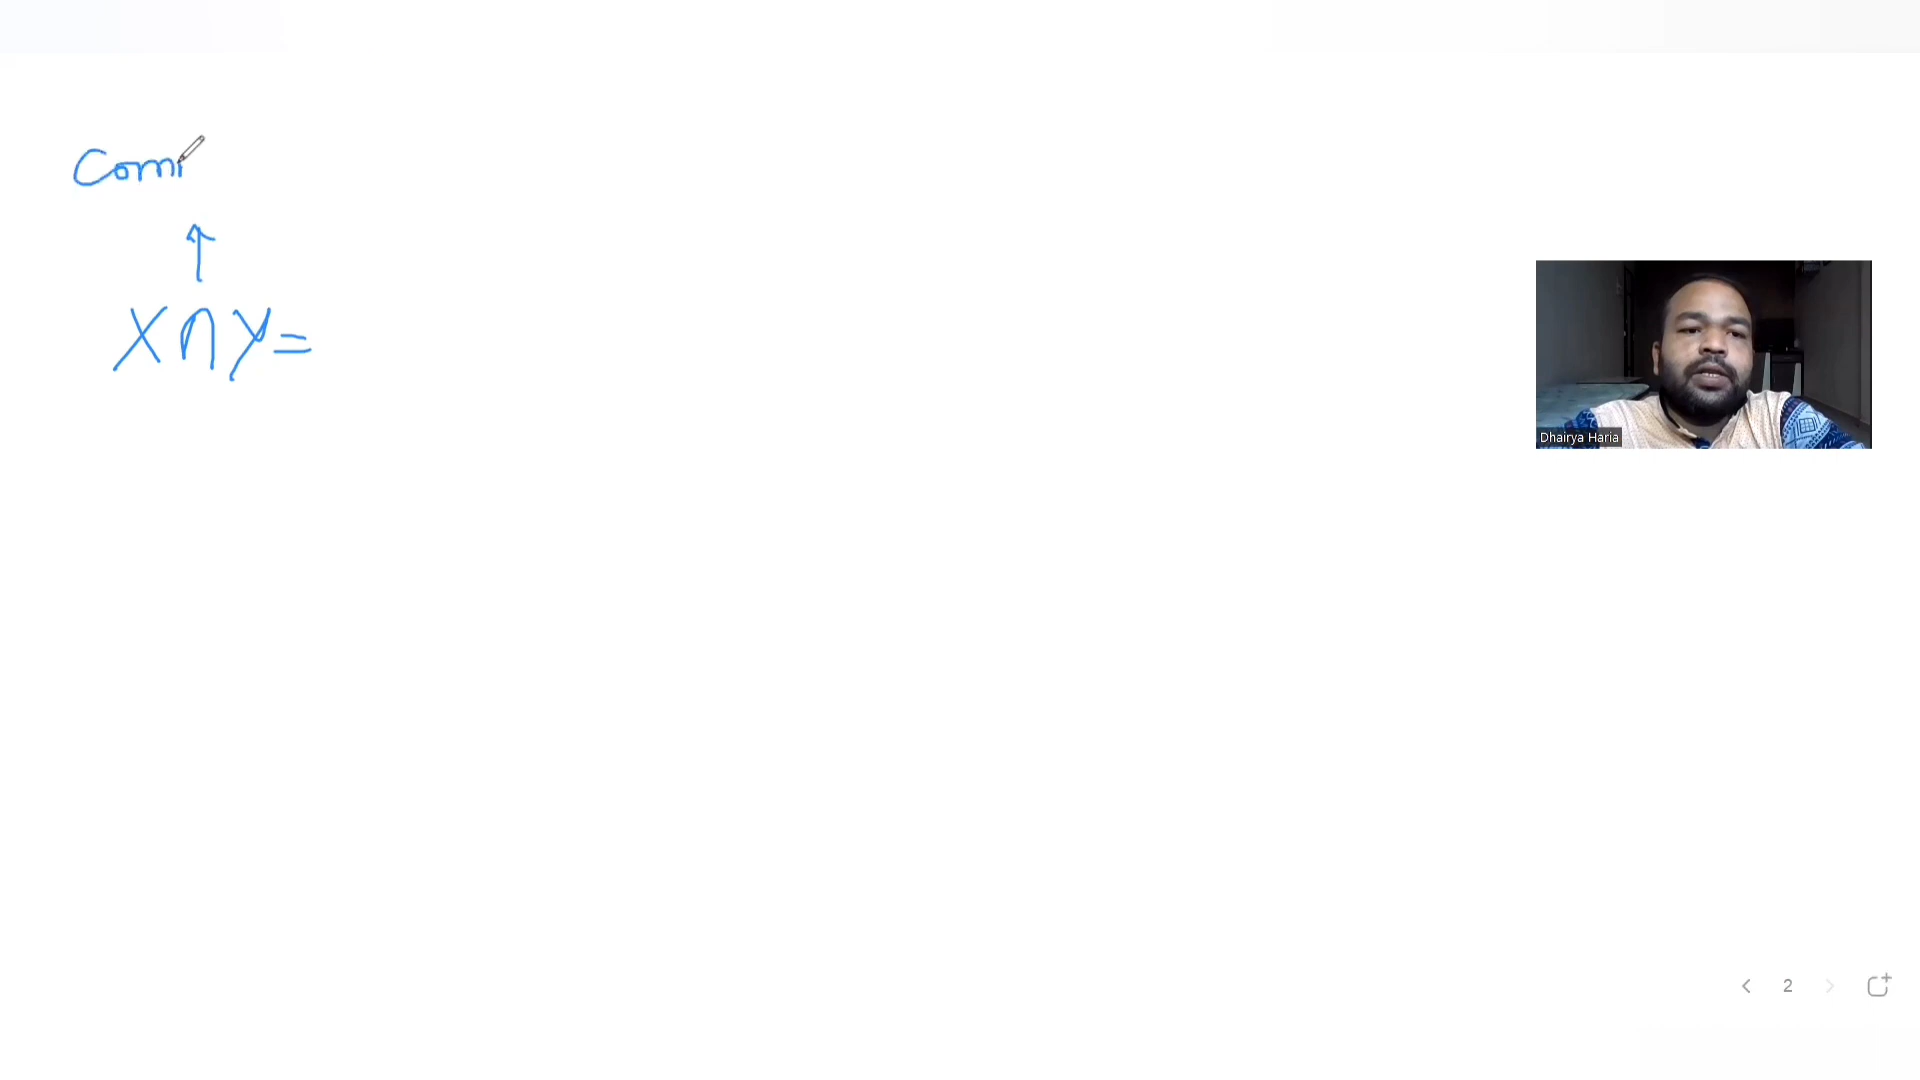 Com
↑
X ∩ Y =
Dhairya Haria
2